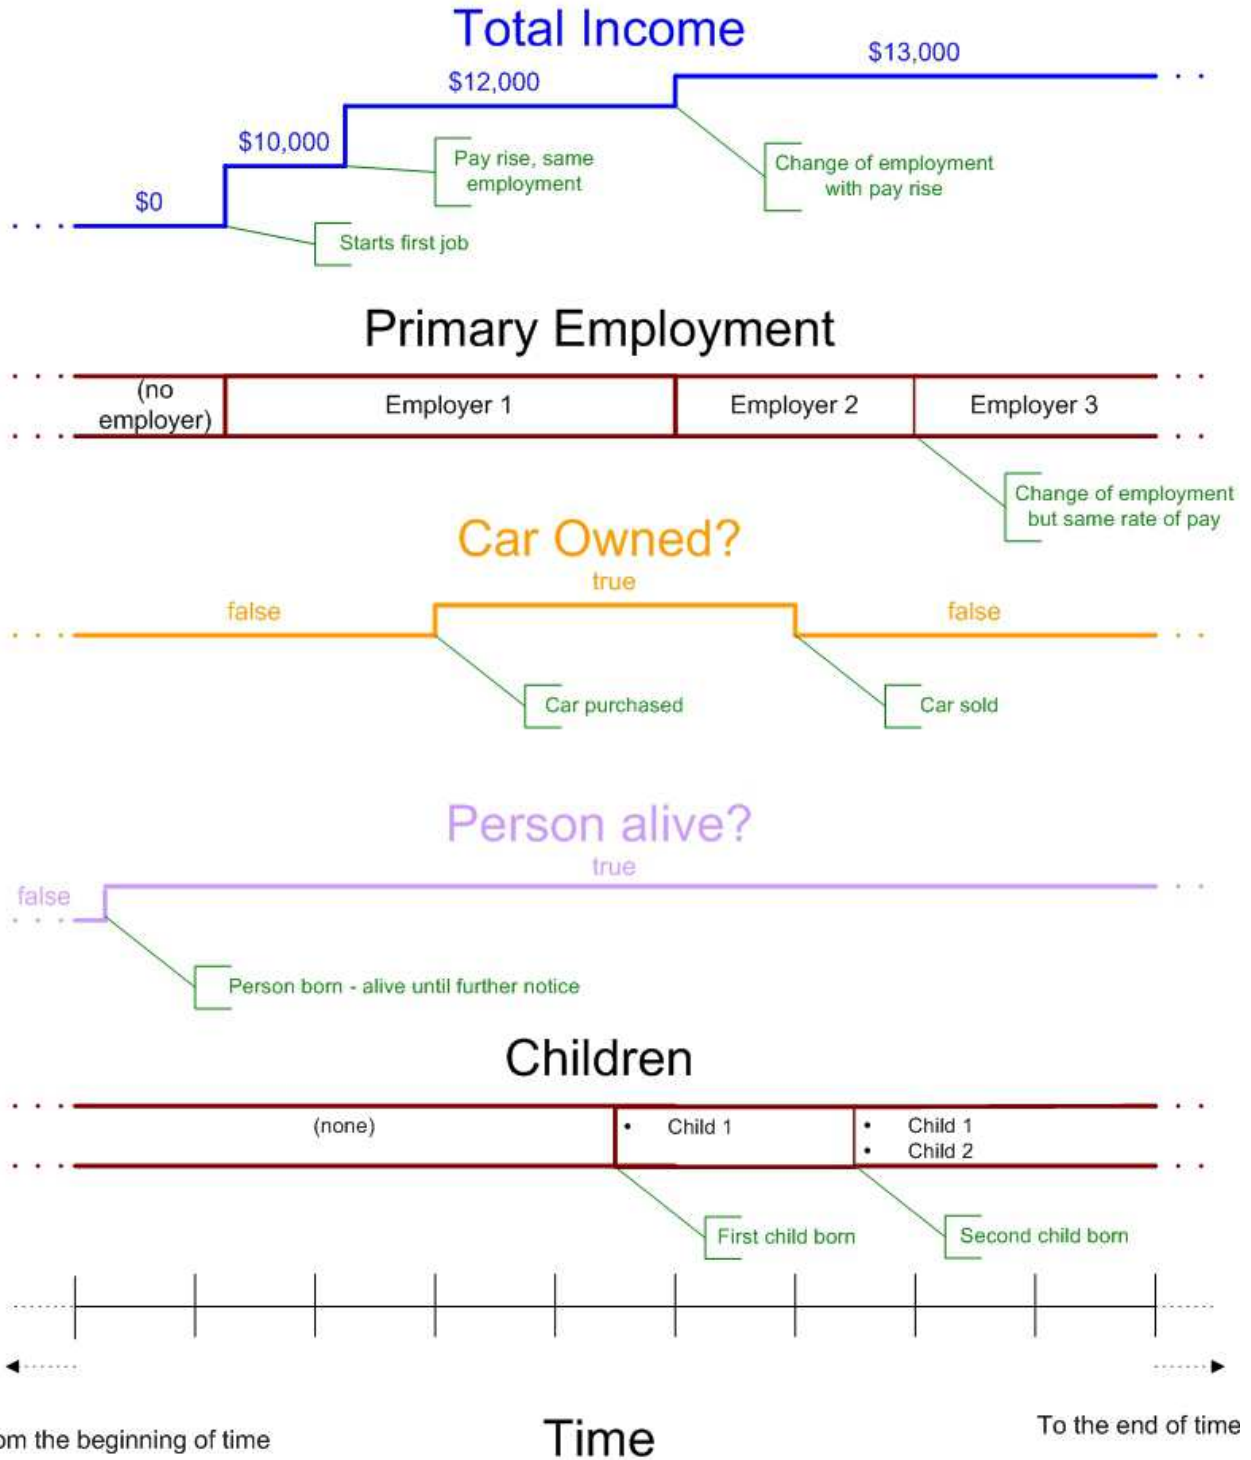 Total Income
$13,000
$12,000
$10,000
Pay rise, same
employment
Change of employment
with pay rise
$0
Starts first job
Primary Employment
(no
employer)
Employer 1
Employer 2
Employer 3
Change of employment
but same rate of pay
Car Owned?
true
false
false
Car purchased
Car sold
Person alive?
true
false
Person born - alive until further notice
Children
(none)
• Child 1
• Child 1
• Child 2
First child born
Second child born
om the beginning of time
Time
To the end of time